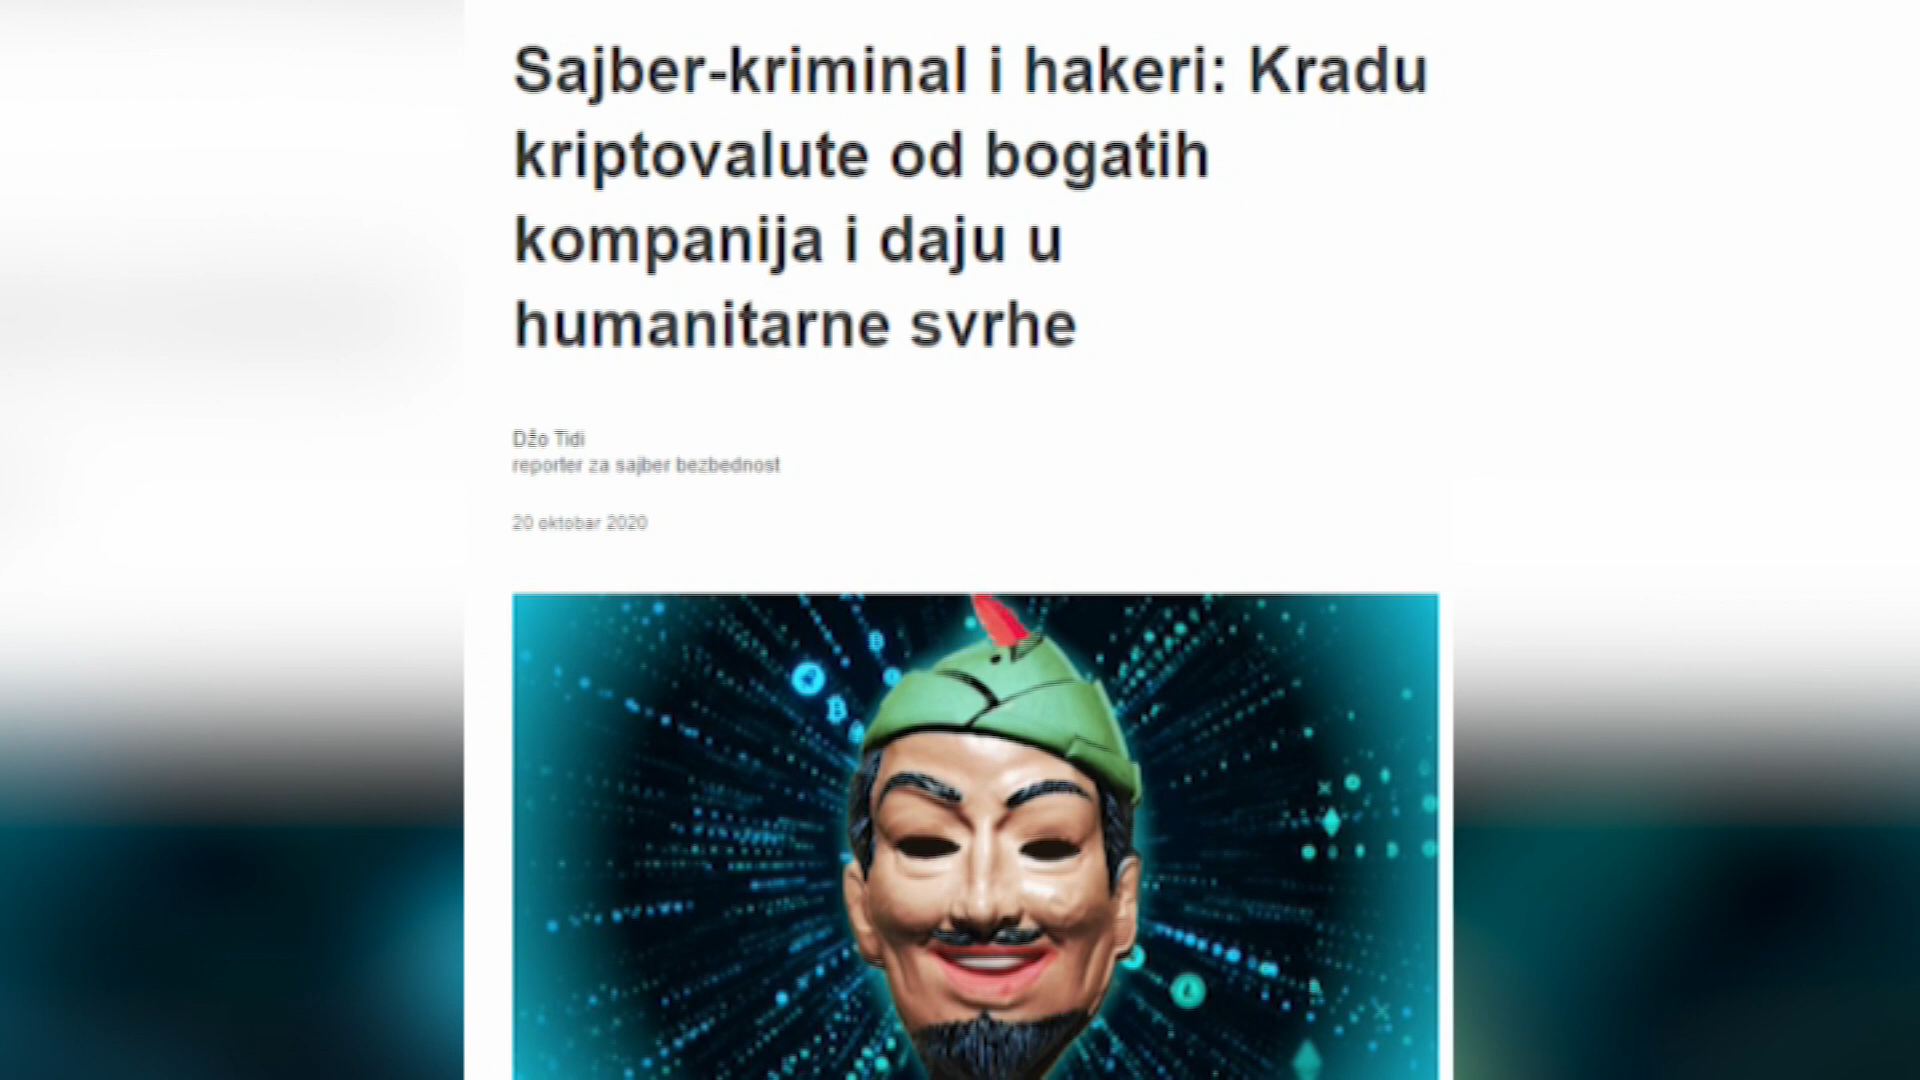 Sajber-kriminal i hakeri: Kradu
kriptovalute od bogatih
kompanija i daju u
humanitarne svrhe
Džo Tidi
reporter za sajber bezbednost
20 oktobar 2020